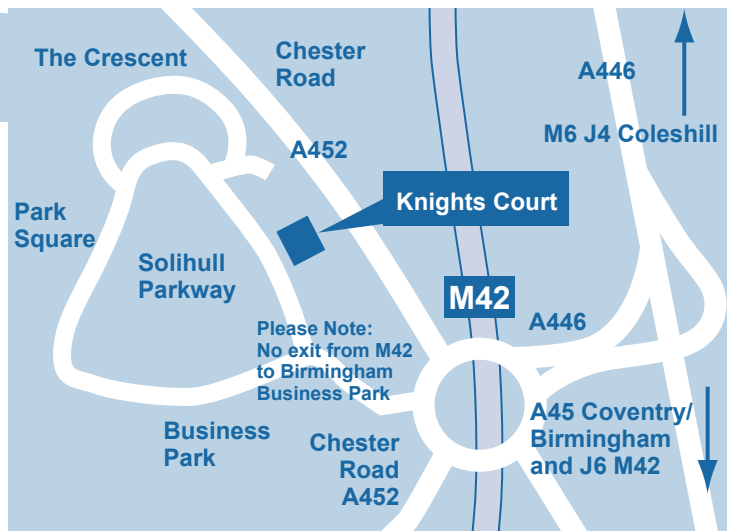 The Crescent
Chester
Road
A446
A452
M6 J4 Coleshill
Knights Court
Park
Square
Solihull
Parkway
M42
A446
Please Note:
No exit from M42
to Birmingham
Business Park
A45 Coventry/
Birmingham
and J6 M42
Business
Park
Chester
Road
A452